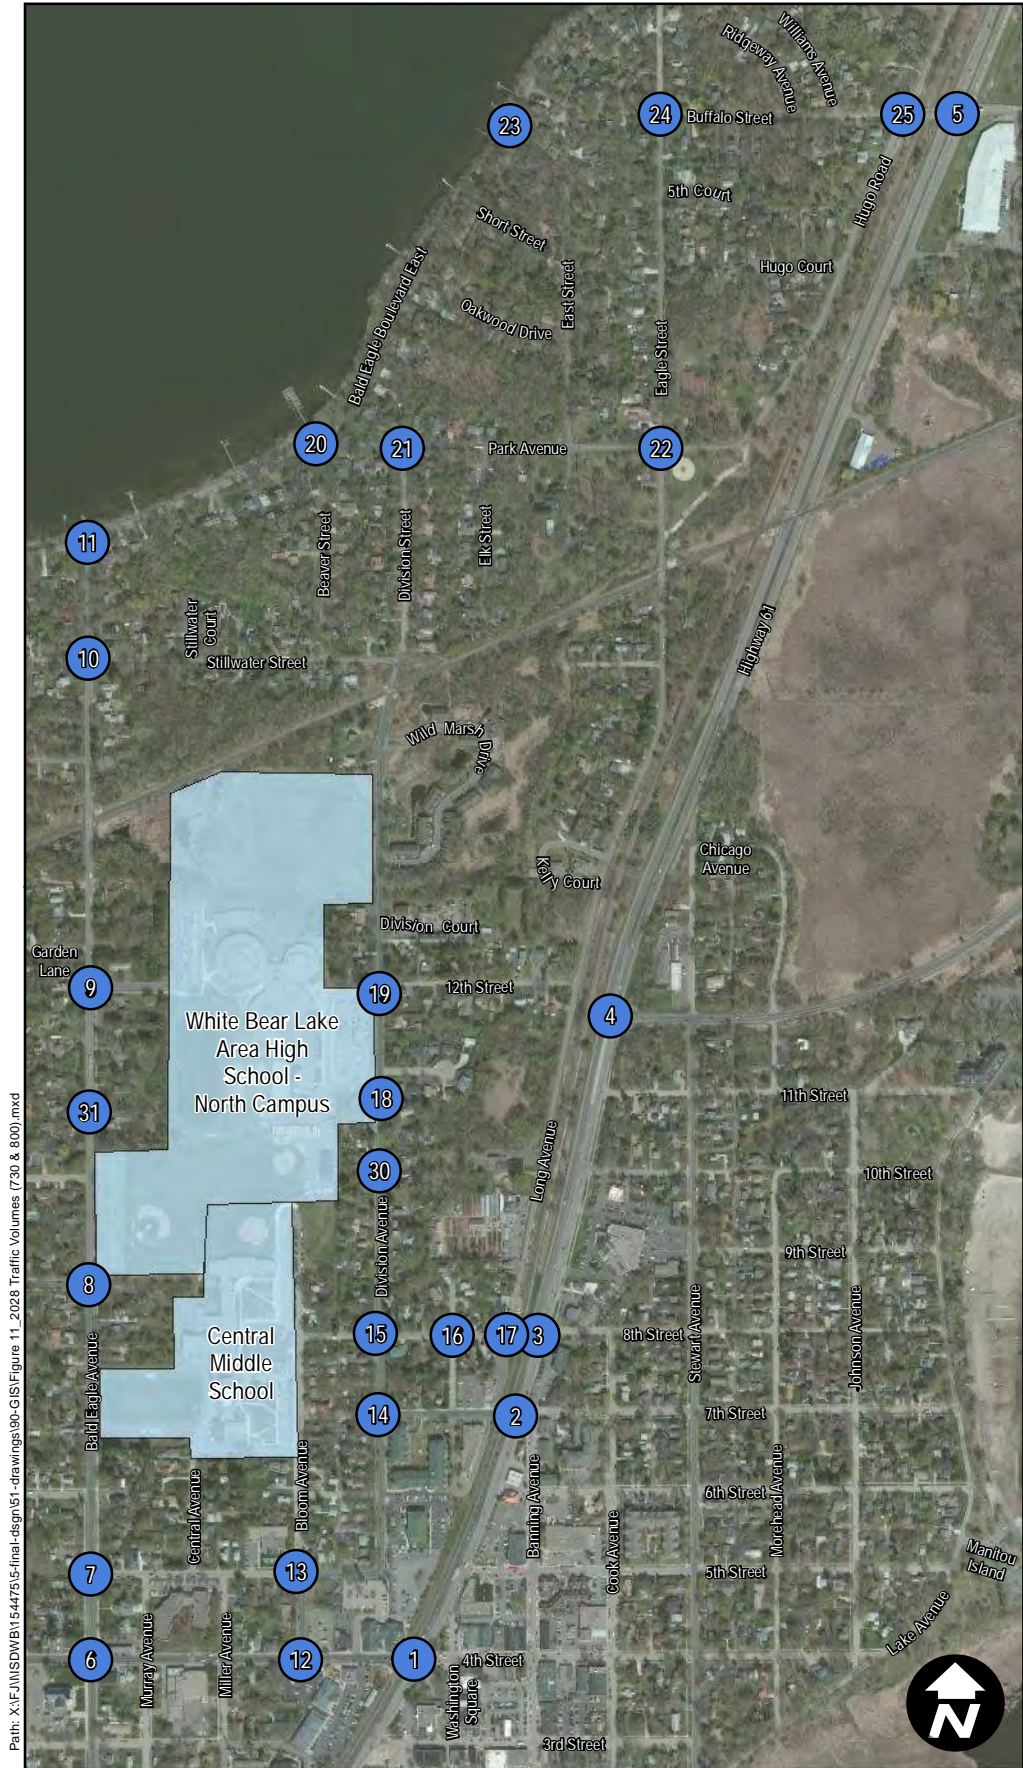 Williams Avenue
Ridgeway Avenue
23
24
Buffalo Street
25
5
5th Court
Hugo Road
Short Street
Hugo Court
East Street
Bald Eagle Boulevard East
Oakwood Drive
Eagle Street
20
21
Park Avenue
22
11
Beaver Street
Division Street
Elk Street
Stillwater
Court
10
Stillwater Street
Highway 61
Wild Marsh Drive
Chicago
Avenue
Kelly Court
Division Court
Garden
Lane
9
19
12th Street
4
White Bear Lake
Area High
School -
North Campus
31
18
11th Street
30
Long Avenue
10th Street
Division Avenue
9th Street
8
15
16
17
3
8th Street
Stewart Avenue
Johnson Avenue
Central
Middle
School
Bald Eagle Avenue
14
2
7th Street
Central Avenue
Bloom Avenue
Banning Avenue
Cook Avenue
6th Street
Morehead Avenue
7
13
5th Street
Manitou
Island
6
Murray Avenue
Miller Avenue
12
1
4th Street
Washington
Square
Lake Avenue
3rd Street
N
Path: X:\FJ\I\ISDWB\154475\5-final-dsgn\51-drawings\90-GIS\Figure 11_2028 Traffic Volumes (730 & 800).mxd